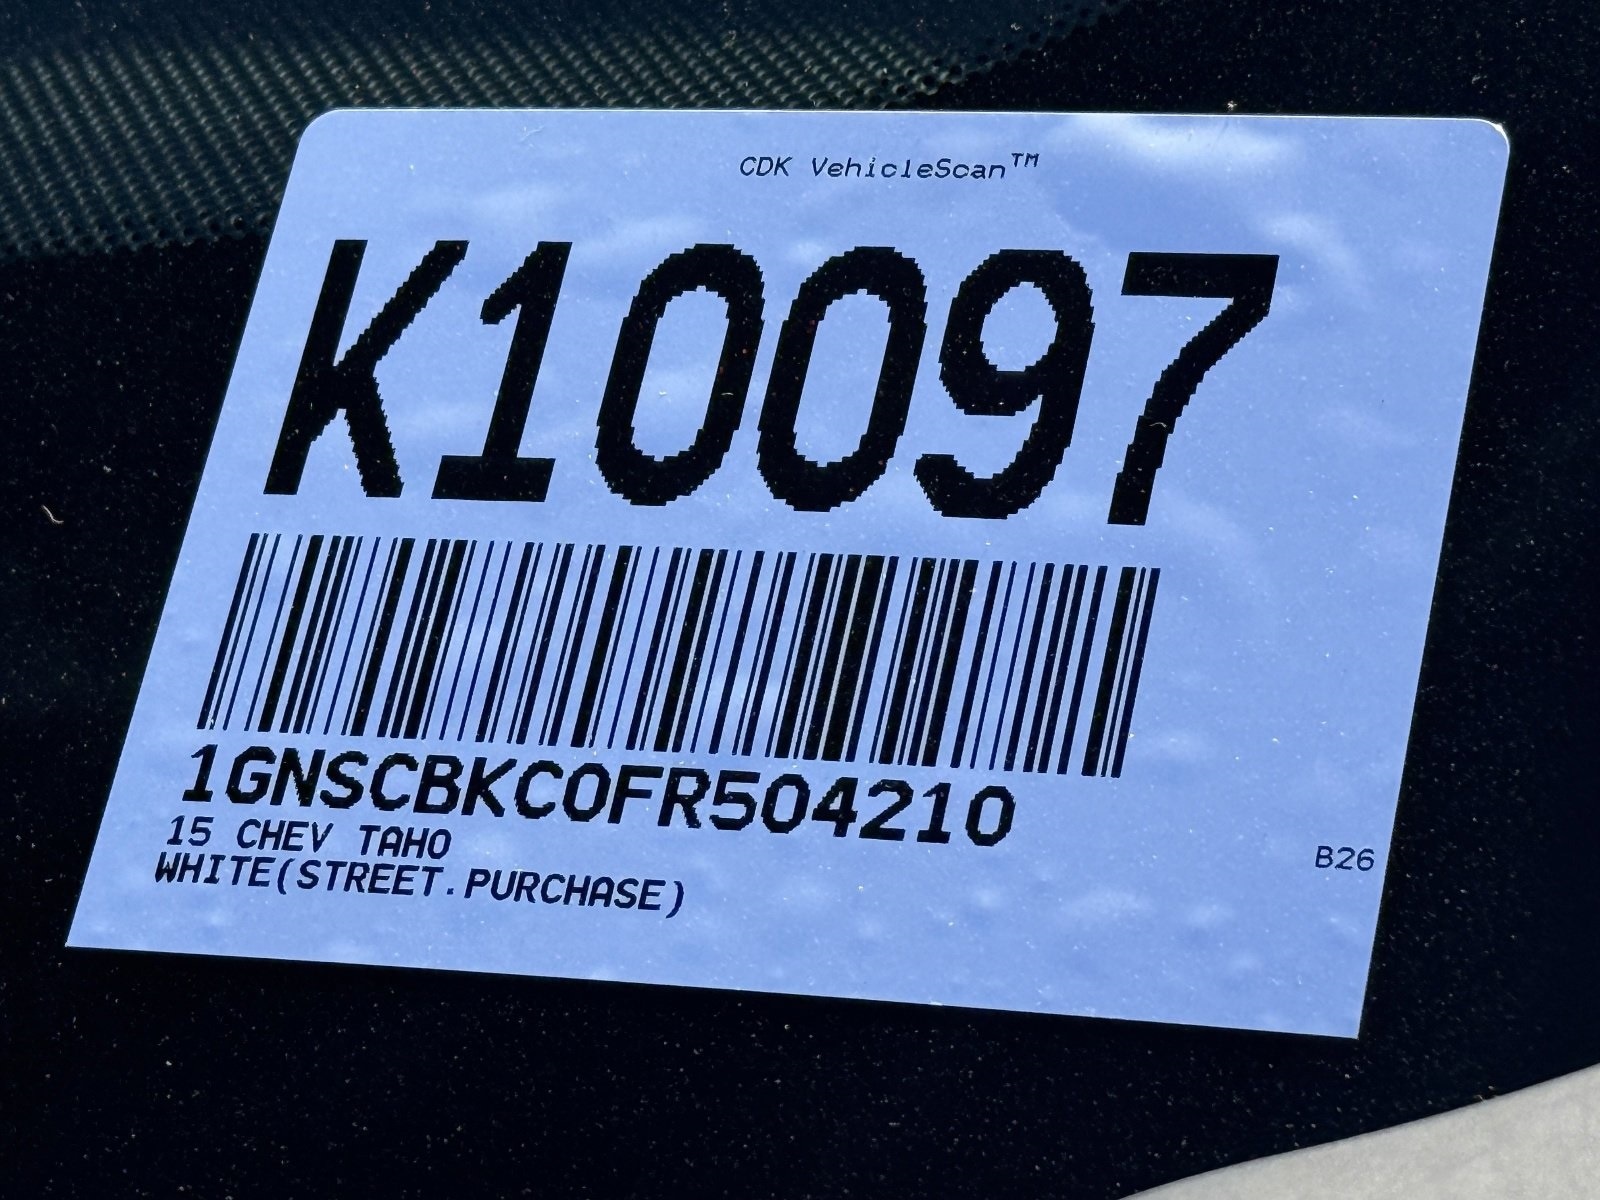 CDK VehicleScan™
K10097
1GNSCBKC0FR504210
15 CHEV TAHO
WHITE(STREET.PURCHASE)
B26